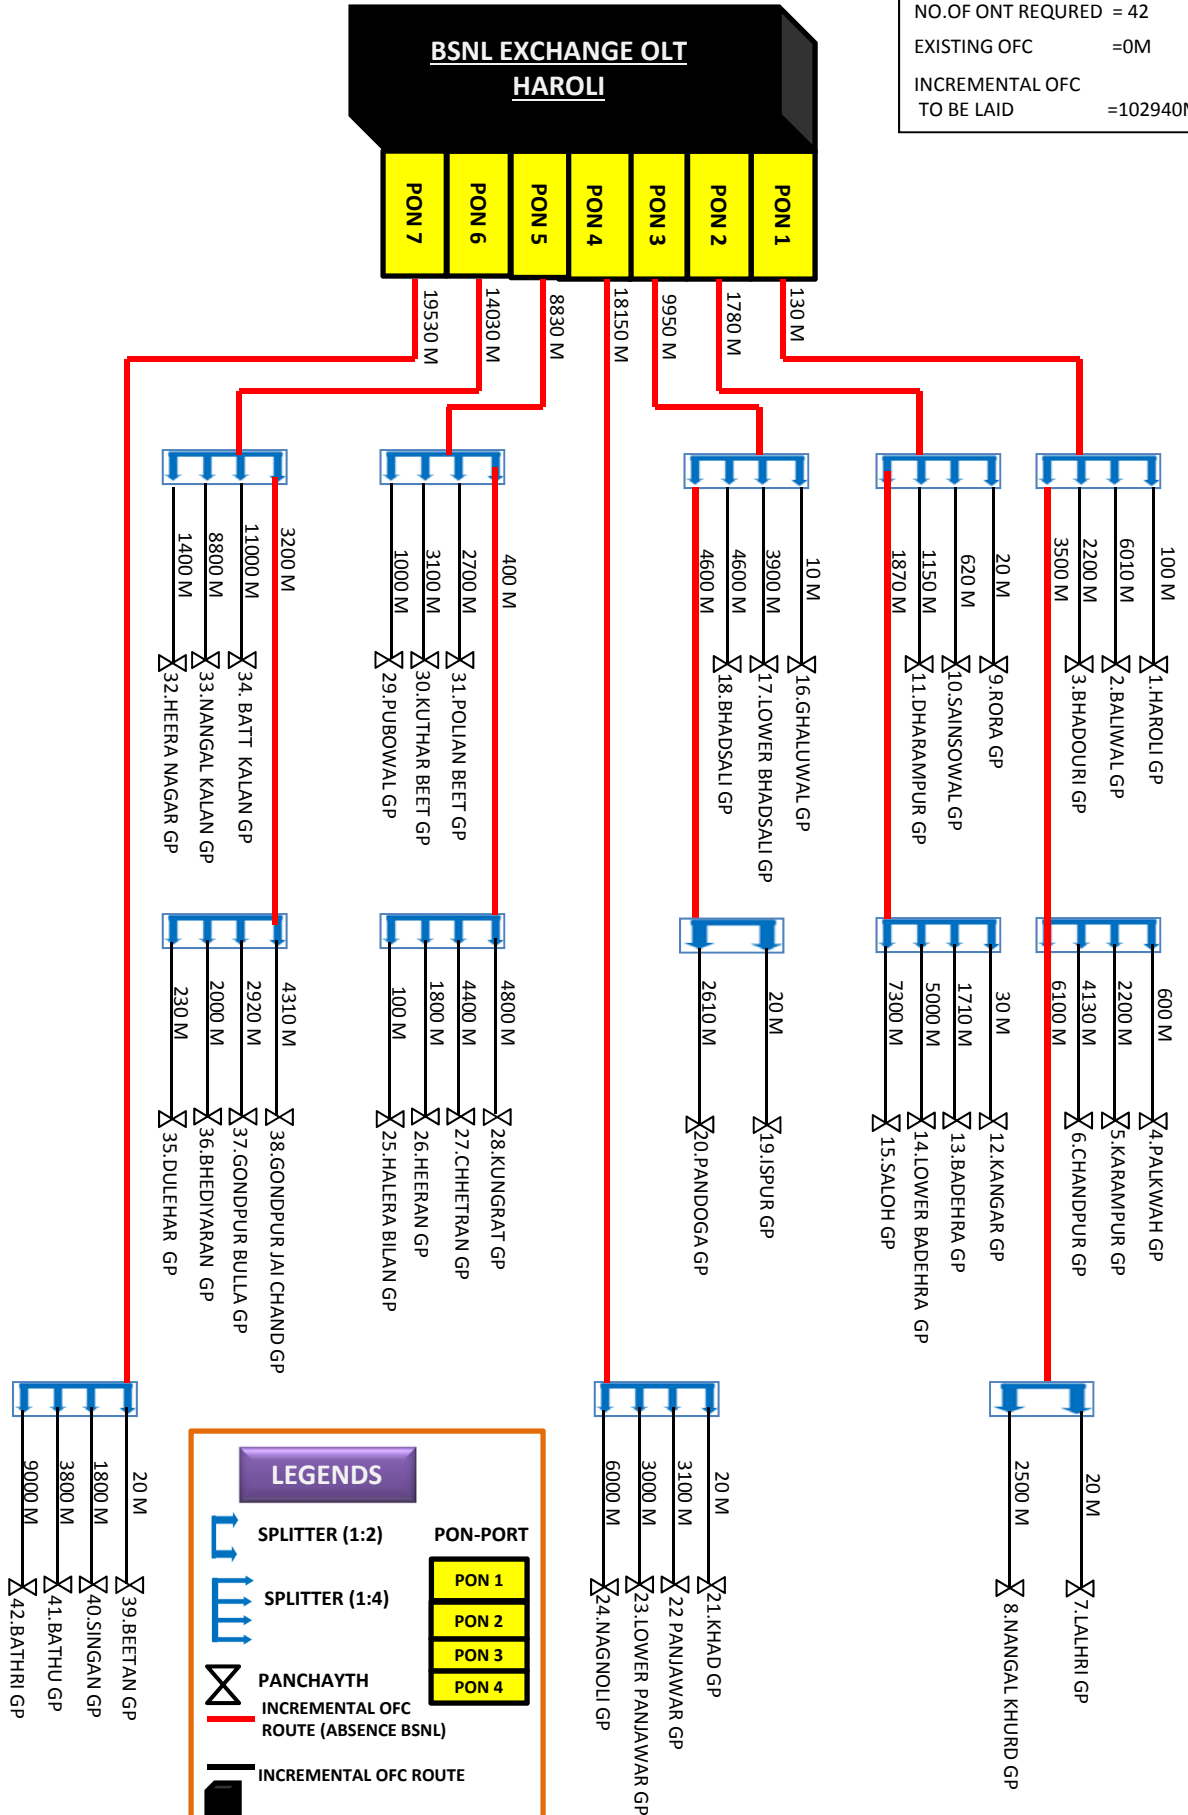 NO.OF ONT REQURED = 42
EXISTING OFC =0M
INCREMENTAL OFC
TO BE LAID =102940M
BSNL EXCHANGE OLT
HAROLI
PON 7
PON 6
PON 5
PON 4
PON 3
PON 2
PON 1
19530 M
14030 M
8830 M
18150 M
9950 M
1780 M
130 M
1400 M
8800 M
11000 M
3200 M
1000 M
3100 M
2700 M
400 M
4600 M
4600 M
3900 M
10 M
1870 M
1150 M
620 M
20 M
3500 M
2200 M
6010 M
100 M
32.HEERA NAGAR GP
33.NANGAL KALAN GP
34. BATT KALAN GP
29.PUBOWAL GP
30.KUTHAR BEET GP
31.POLIAN BEET GP
18.BHADSALI GP
17.LOWER BHADSALI GP
16.GHALUWAL GP
11.DHARAMPUR GP
10.SAINSOWAL GP
9.RORA GP
3.BHADOURI GP
2.BALIWAL GP
1.HAROLI GP
230 M
2000 M
2920 M
4310 M
100 M
1800 M
4400 M
4800 M
2610 M
20 M
7300 M
5000 M
1710 M
30 M
6100 M
4130 M
2200 M
600 M
35.DULEHAR GP
36.BHEDIYARAN GP
37.GONDPUR BULLA GP
38.GONDPUR JAI CHAND GP
25.HALERA BILAN GP
26.HEERAN GP
27.CHHETRAN GP
28.KUNGRAT GP
20.PANDOGA GP
19.ISPUR GP
15.SALOH GP
14.LOWER BADEHRA GP
13.BADEHRA GP
12.KANGAR GP
6.CHANDPUR GP
5.KARAMPUR GP
4.PALKWAH GP
9000 M
3800 M
1800 M
20 M
6000 M
3000 M
3100 M
20 M
2500 M
20 M
42.BATHRI GP
41.BATHU GP
40.SINGAN GP
39.BEETAN GP
24.NAGNOLI GP
23.LOWER PANJAWAR GP
22 PANJAWAR GP
21.KHAD GP
8.NANGAL KHURD GP
7.LALHRI GP
LEGENDS
SPLITTER (1:2)
PON-PORT
SPLITTER (1:4)
PON 1
PON 2
PON 3
PON 4
PANCHAYTH
INCREMENTAL OFC
ROUTE (ABSENCE BSNL)
INCREMENTAL OFC ROUTE